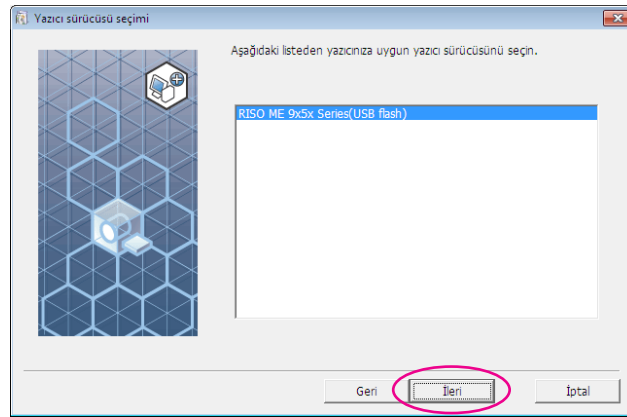 Yazıcı sürücüsü seçimi
Aşağıdaki listeden yazıcınıza uygun yazıcı sürücüsünü seçin.
RISO ME 9x5x Series(USB flash)
Geri
İleri
İptal